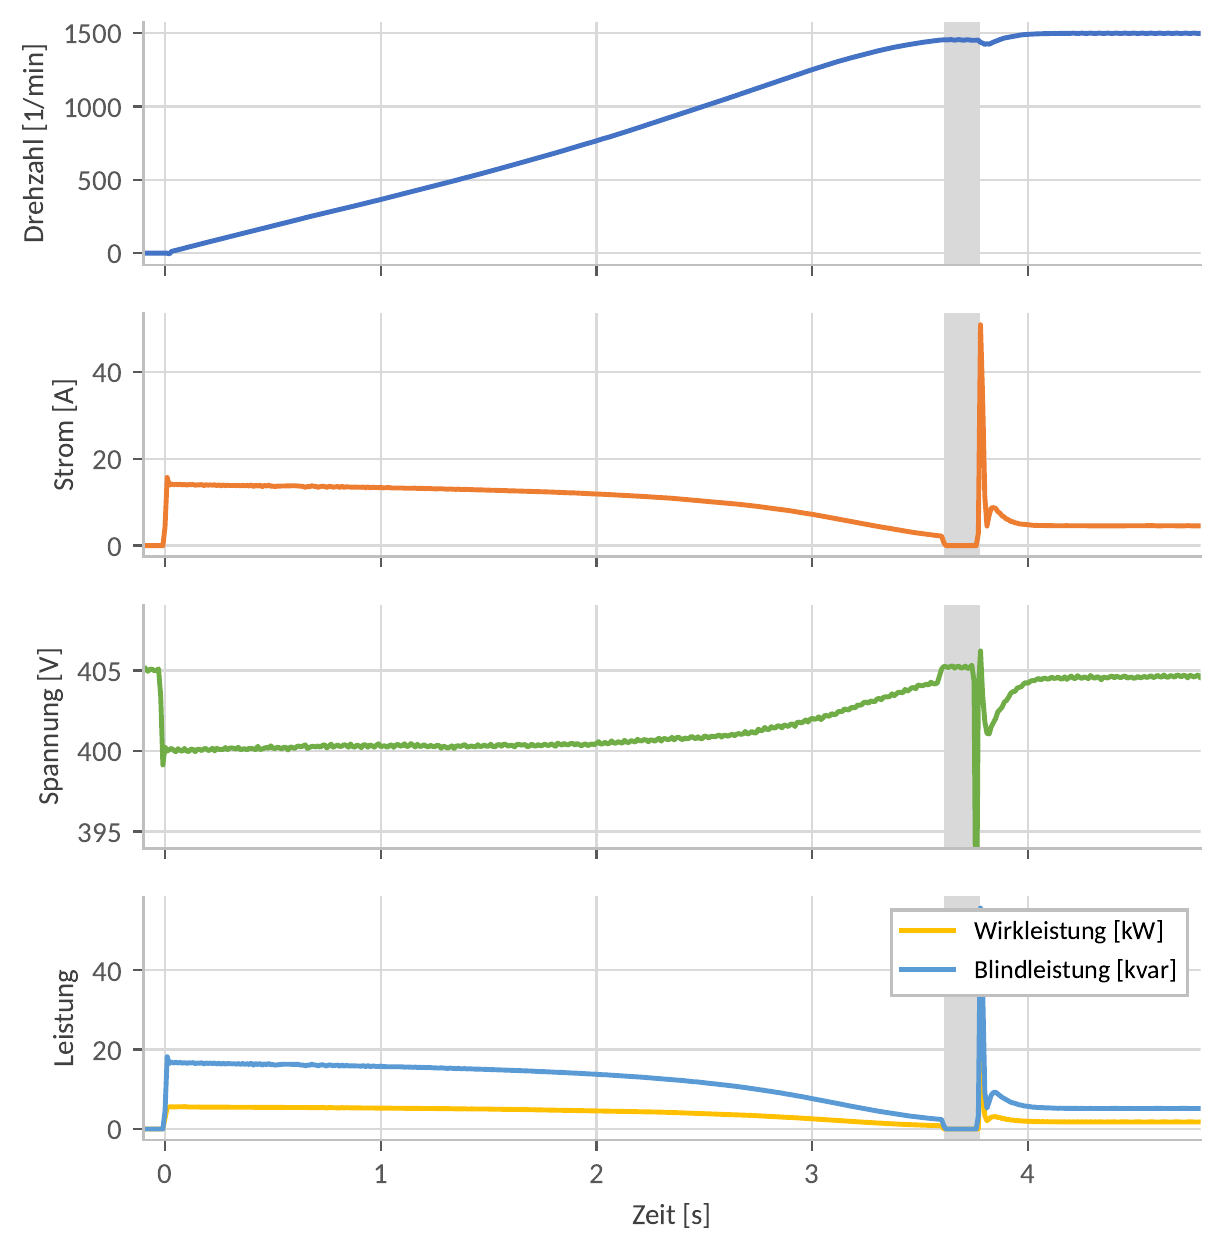 Drehzahl [1/min]
1500
1000
500
0
Strom [A]
40
20
0
Spannung [V]
405
400
395
Leistung
40
20
0
Wirkleistung [kW]
Blindleistung [kvar]
0 1 2 3 4
Zeit [s]